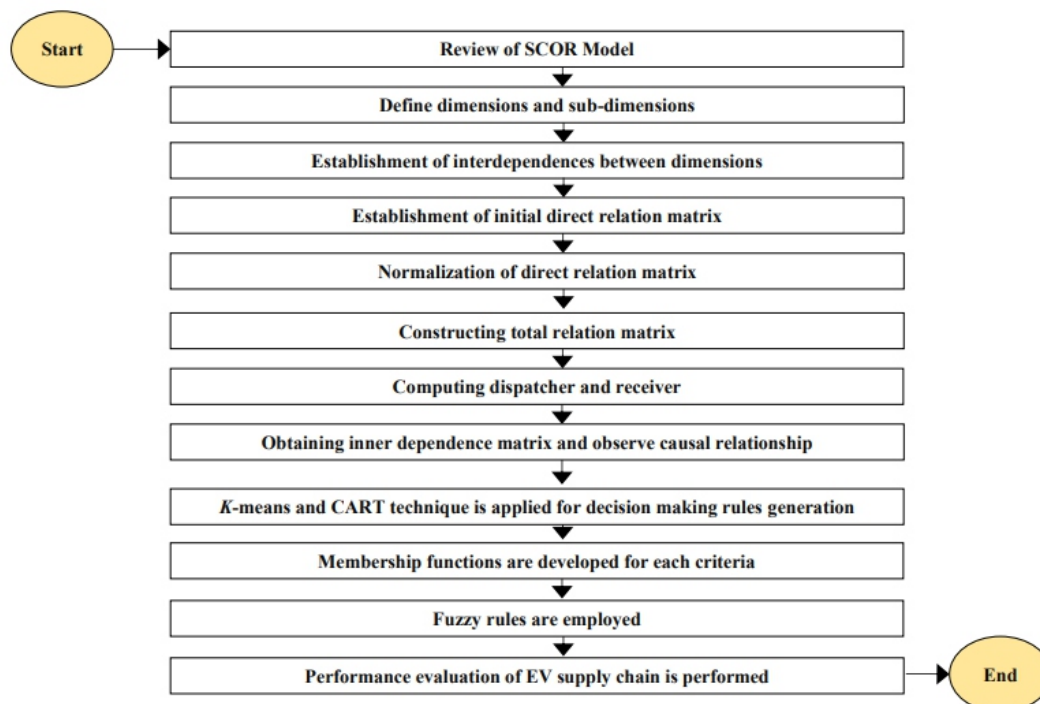 Start
Review of SCOR Model
Define dimensions and sub-dimensions
Establishment of interdependences between dimensions
Establishment of initial direct relation matrix
Normalization of direct relation matrix
Constructing total relation matrix
Computing dispatcher and receiver
Obtaining inner dependence matrix and observe causal relationship
K-means and CART technique is applied for decision making rules generation
Membership functions are developed for each criteria
Fuzzy rules are employed
Performance evaluation of EV supply chain is performed
End